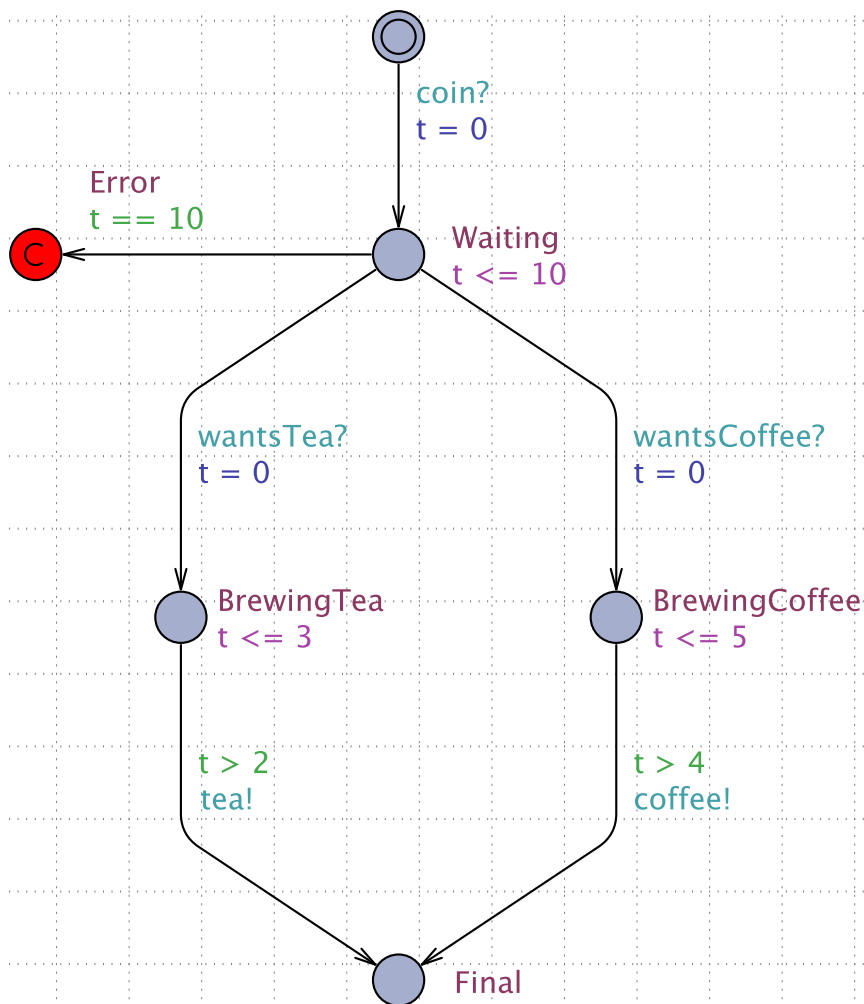 coin?
t = 0
Error
t == 10
C
Waiting
t <= 10
wantsTea?
t = 0
wantsCoffee?
t = 0
BrewingTea
t <= 3
BrewingCoffee
t <= 5
t > 2
tea!
t > 4
coffee!
Final